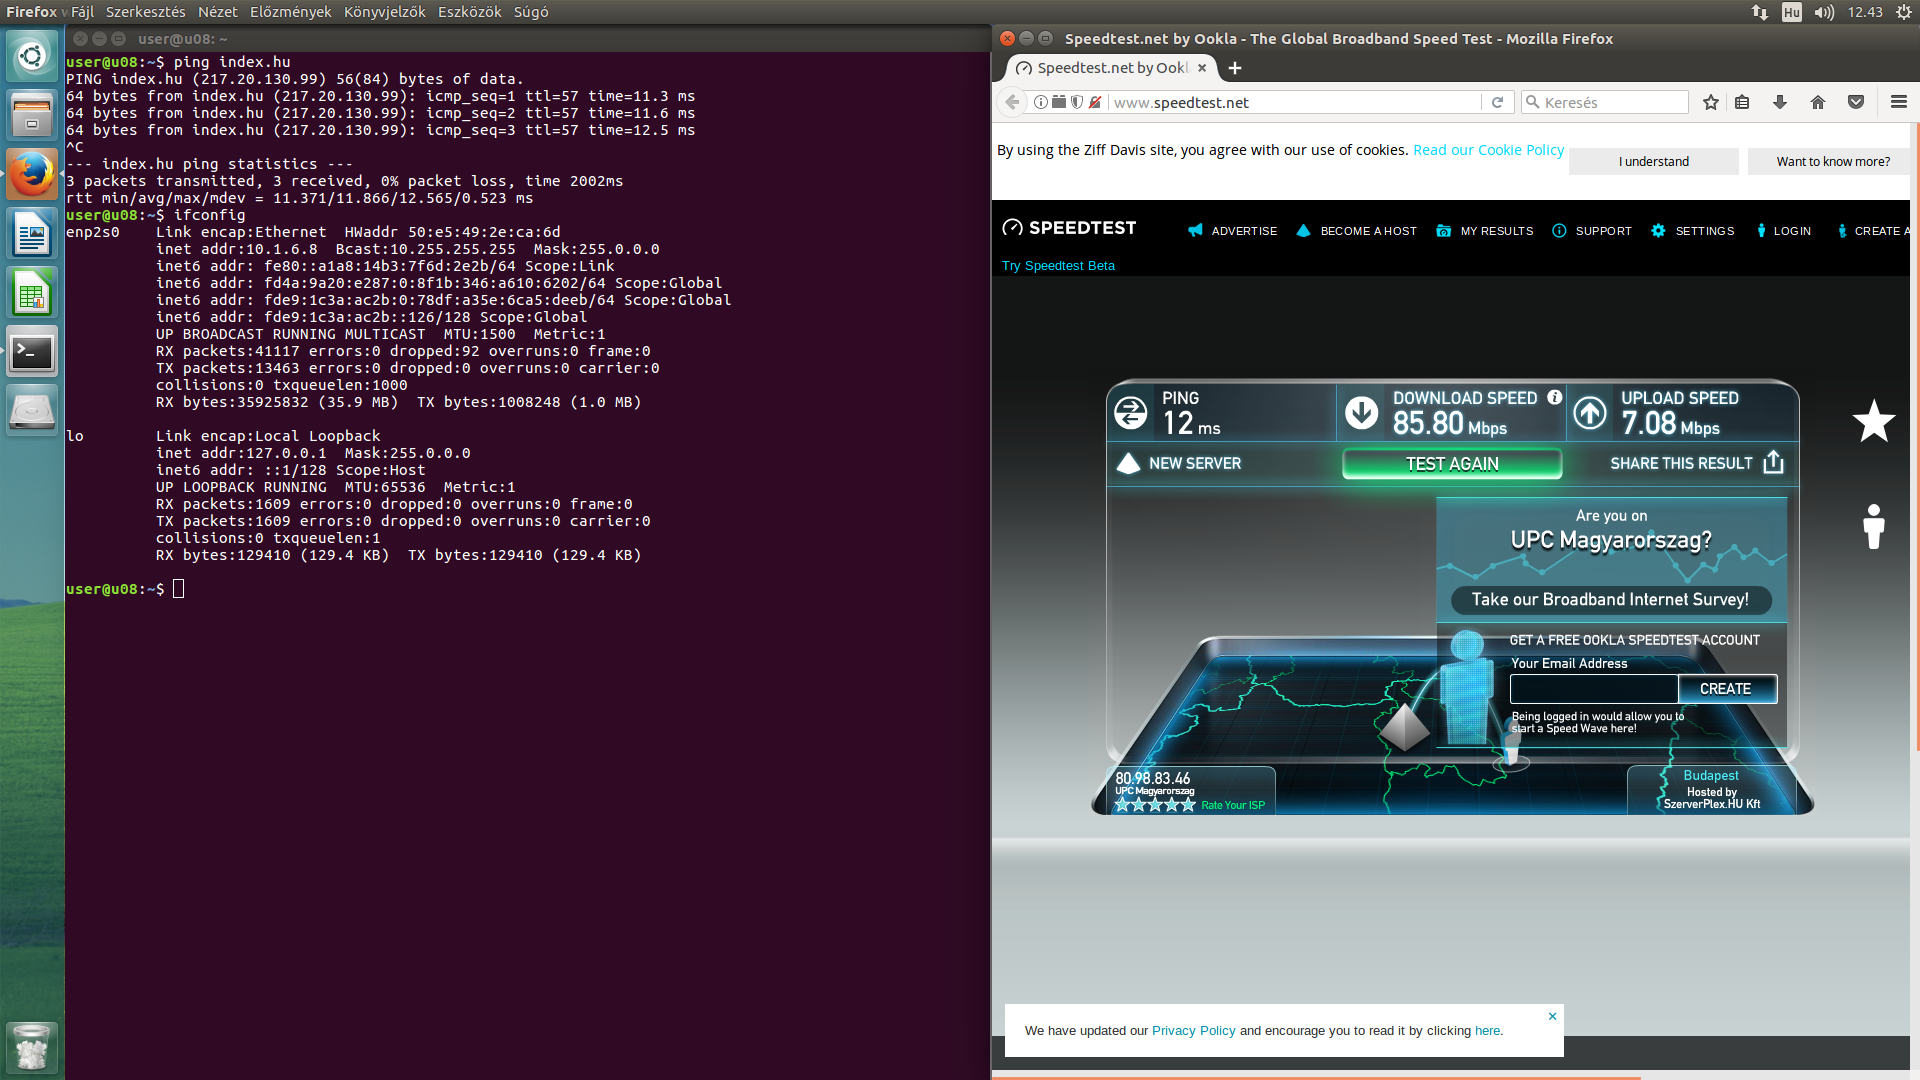 Firefox Fájl Szerkesztés Nézet Előzmények Könyvjelzők Eszközök Súgó
Hu 12.43
user@u08: ~
user@u08:~$ ping index.hu
PING index.hu (217.20.130.99) 56(84) bytes of data.
64 bytes from index.hu (217.20.130.99): icmp_seq=1 ttl=57 time=11.3 ms
64 bytes from index.hu (217.20.130.99): icmp_seq=2 ttl=57 time=11.6 ms
64 bytes from index.hu (217.20.130.99): icmp_seq=3 ttl=57 time=12.5 ms
^C
--- index.hu ping statistics ---
3 packets transmitted, 3 received, 0% packet loss, time 2002ms
rtt min/avg/max/mdev = 11.371/11.866/12.565/0.523 ms
user@u08:~$ ifconfig
enp2s0    Link encap:Ethernet  HWaddr 50:e5:49:2e:ca:6d
          inet addr:10.1.6.8  Bcast:10.255.255.255  Mask:255.0.0.0
          inet6 addr: fe80::a1a8:14b3:7f6d:2e2b/64 Scope:Link
          inet6 addr: fd4a:9a20:e287:0:8f1b:346:a610:6202/64 Scope:Global
          inet6 addr: fde9:1c3a:ac2b:0:78df:a35e:6ca5:deeb/64 Scope:Global
          inet6 addr: fde9:1c3a:ac2b::126/128 Scope:Global
          UP BROADCAST RUNNING MULTICAST  MTU:1500  Metric:1
          RX packets:41117 errors:0 dropped:92 overruns:0 frame:0
          TX packets:13463 errors:0 dropped:0 overruns:0 carrier:0
          collisions:0 txqueuelen:1000
          RX bytes:35925832 (35.9 MB)  TX bytes:1008248 (1.0 MB)
lo        Link encap:Local Loopback
          inet addr:127.0.0.1  Mask:255.0.0.0
          inet6 addr: ::1/128 Scope:Host
          UP LOOPBACK RUNNING  MTU:65536  Metric:1
          RX packets:1609 errors:0 dropped:0 overruns:0 frame:0
          TX packets:1609 errors:0 dropped:0 overruns:0 carrier:0
          collisions:0 txqueuelen:1
          RX bytes:129410 (129.4 KB)  TX bytes:129410 (129.4 KB)
user@u08:~$
Speedtest.net by Ookla - The Global Broadband Speed Test - Mozilla Firefox
Speedtest.net by Ookl
www.speedtest.net
Keresés
By using the Ziff Davis site, you agree with our use of cookies. Read our Cookie Policy
I understand
Want to know more?
SPEEDTEST
ADVERTISE BECOME A HOST MY RESULTS SUPPORT SETTINGS LOGIN CREATE A
Try Speedtest Beta
PING
12 ms
DOWNLOAD SPEED
85.80 Mbps
UPLOAD SPEED
7.08 Mbps
NEW SERVER
TEST AGAIN
SHARE THIS RESULT
Are you on
UPC Magyarorszag?
Take our Broadband Internet Survey!
GET A FREE OOKLA SPEEDTEST ACCOUNT
Your Email Address
CREATE
Being logged in would allow you to
start a Speed Wave here!
80.98.83.46
UPC Magyarorszag
Rate Your ISP
Budapest
Hosted by
SzerverPlex.HU Kft
We have updated our Privacy Policy and encourage you to read it by clicking here.